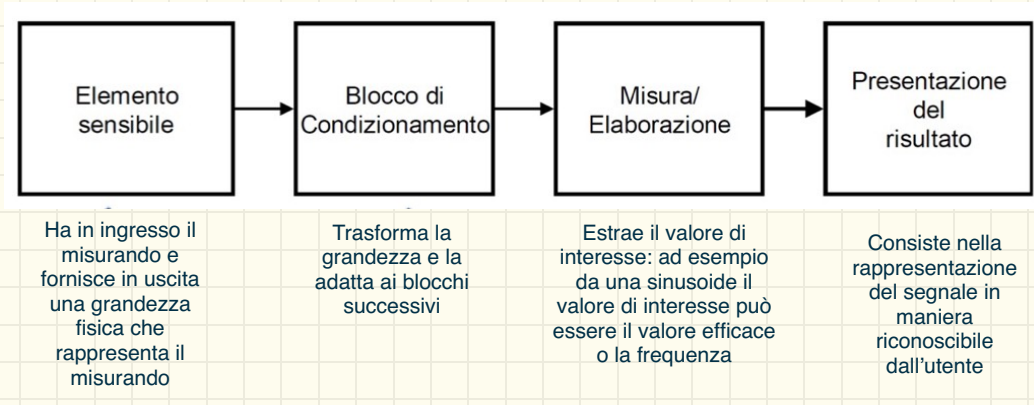 Elemento
sensibile
Blocco di
Condizionamento
Misura/
Elaborazione
Presentazione
del
risultato
Ha in ingresso il
misurando e
fornisce in uscita
una grandezza
fisica che
rappresenta il
misurando
Trasforma la
grandezza e la
adatta ai blocchi
successivi
Estrae il valore di
interesse: ad esempio
da una sinusoide il
valore di interesse può
essere il valore efficace
o la frequenza
Consiste nella
rappresentazione
del segnale in
maniera
riconoscibile
dall'utente